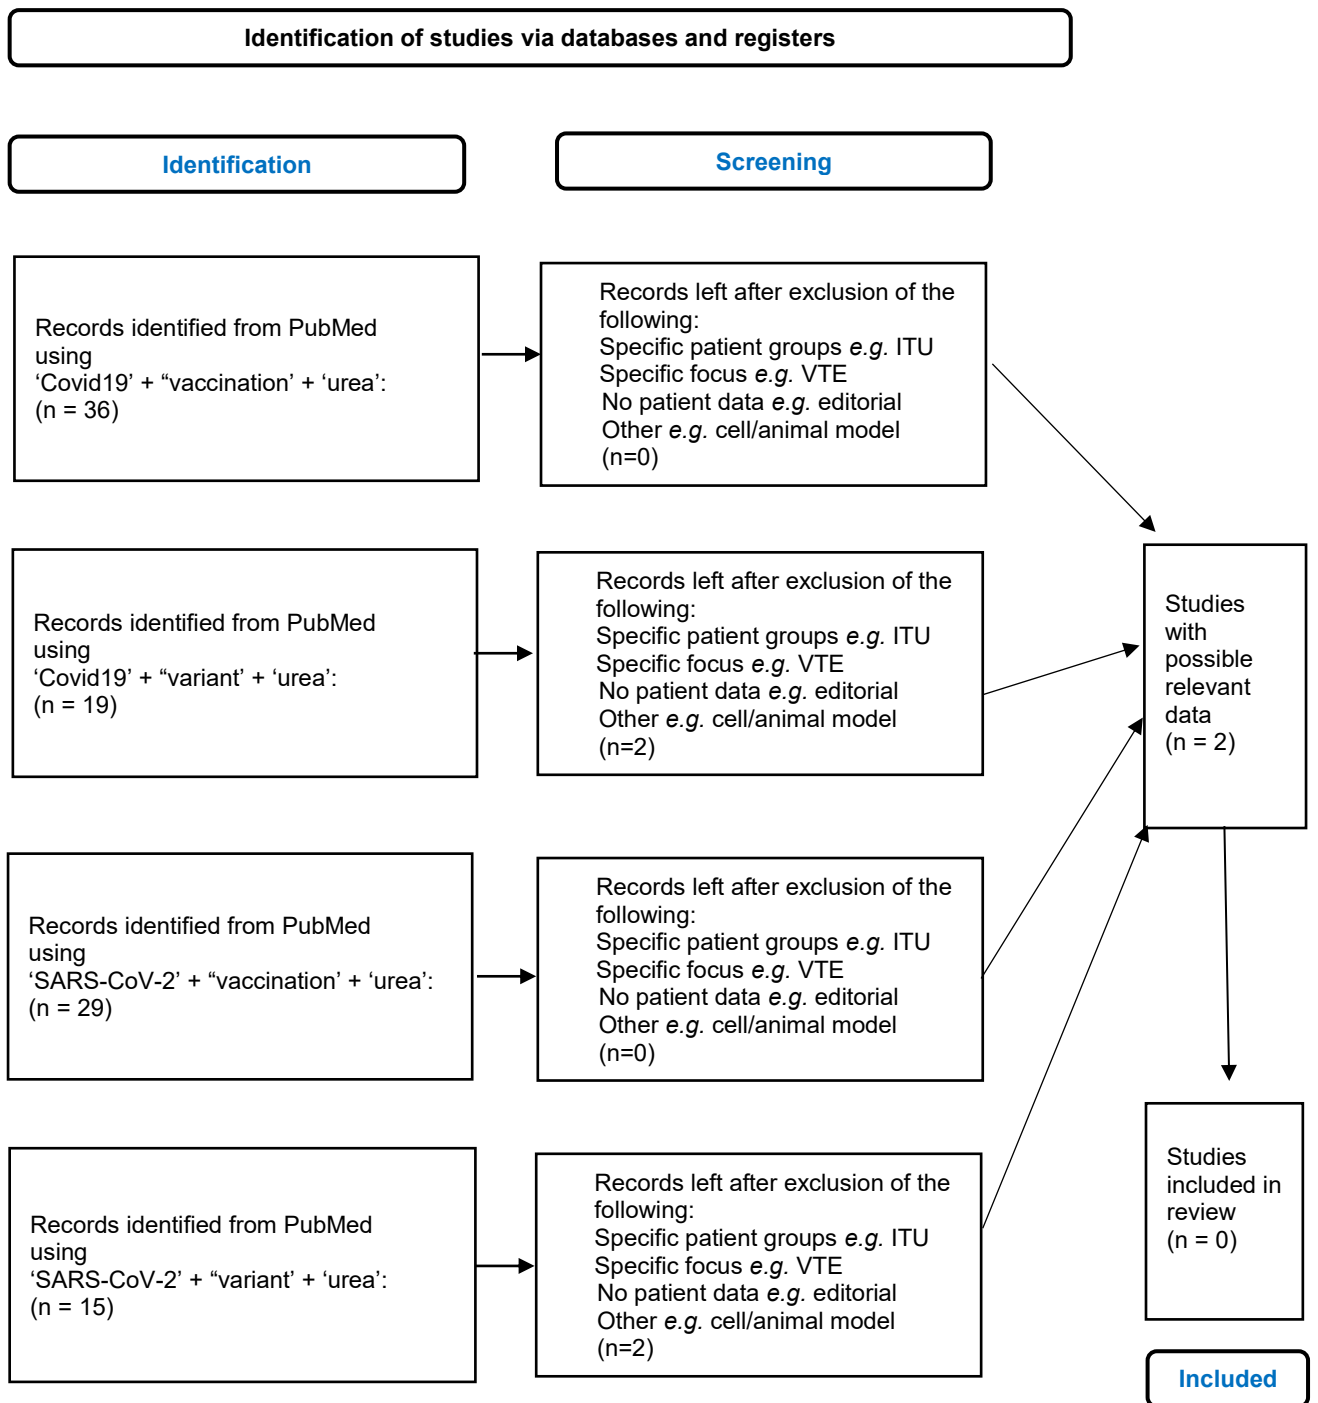 Identification of studies via databases and registers
Identification
Screening
Records identified from PubMed
using
‘Covid19’ + “vaccination’ + ‘urea’:
(n = 36)
Records left after exclusion of the
following:
Specific patient groups e.g. ITU
Specific focus e.g. VTE
No patient data e.g. editorial
Other e.g. cell/animal model
(n=0)
Records identified from PubMed
using
‘Covid19’ + “variant’ + ‘urea’:
(n = 19)
Records left after exclusion of the
following:
Specific patient groups e.g. ITU
Specific focus e.g. VTE
No patient data e.g. editorial
Other e.g. cell/animal model
(n=2)
Studies
with
possible
relevant
data
(n = 2)
Records identified from PubMed
using
‘SARS-CoV-2’ + “vaccination’ + ‘urea’:
(n = 29)
Records left after exclusion of the
following:
Specific patient groups e.g. ITU
Specific focus e.g. VTE
No patient data e.g. editorial
Other e.g. cell/animal model
(n=0)
Records identified from PubMed
using
‘SARS-CoV-2’ + “variant’ + ‘urea’:
(n = 15)
Records left after exclusion of the
following:
Specific patient groups e.g. ITU
Specific focus e.g. VTE
No patient data e.g. editorial
Other e.g. cell/animal model
(n=2)
Studies
included in
review
(n = 0)
Included